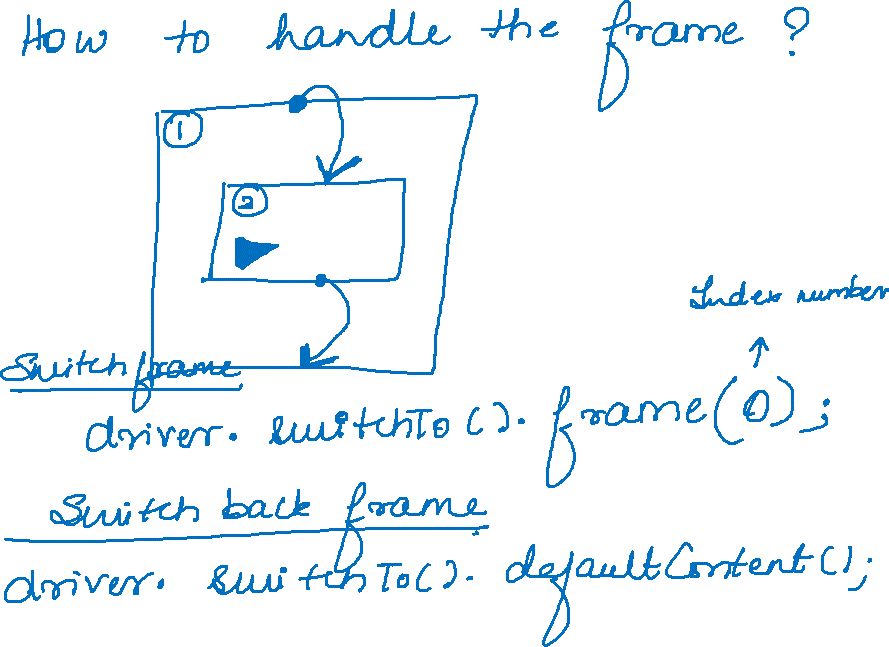 How to handle the frame ?
1
2
Index number
Switch frame
driver. switchTo(). frame(0);
Switch back frame
driver. switchTo(). defaultContent();